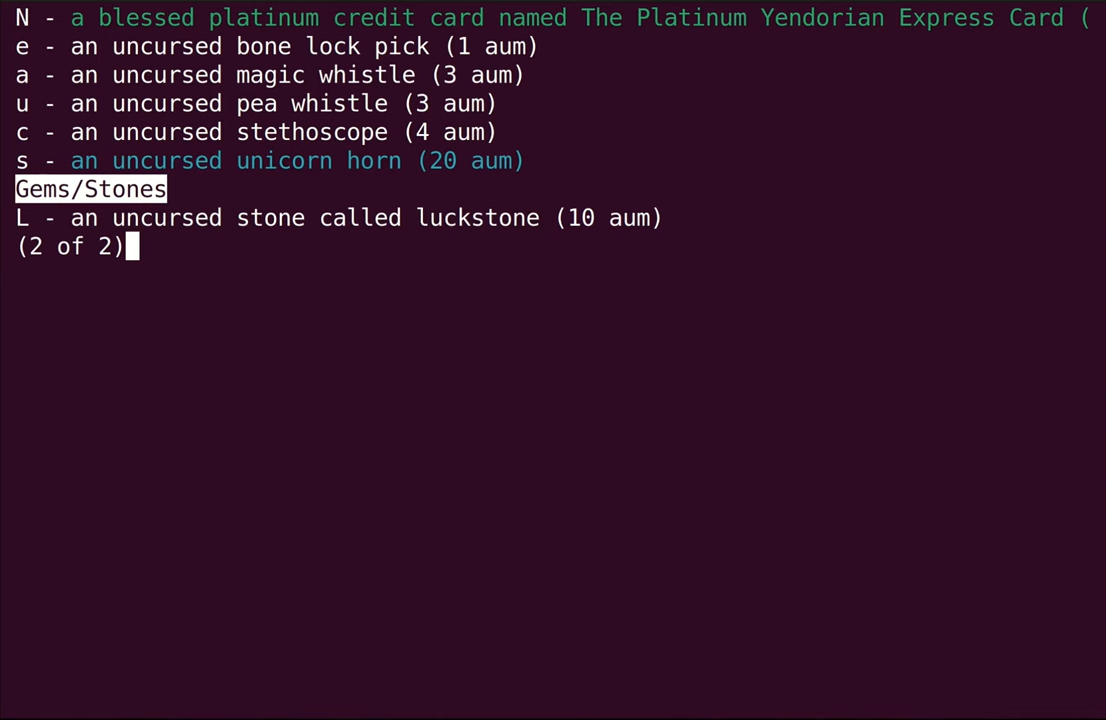 N - a blessed platinum credit card named The Platinum Yendorian Express Card (
e - an uncursed bone lock pick (1 aum)
a - an uncursed magic whistle (3 aum)
u - an uncursed pea whistle (3 aum)
c - an uncursed stethoscope (4 aum)
s - an uncursed unicorn horn (20 aum)
Gems/Stones
L - an uncursed stone called luckstone (10 aum)
(2 of 2)